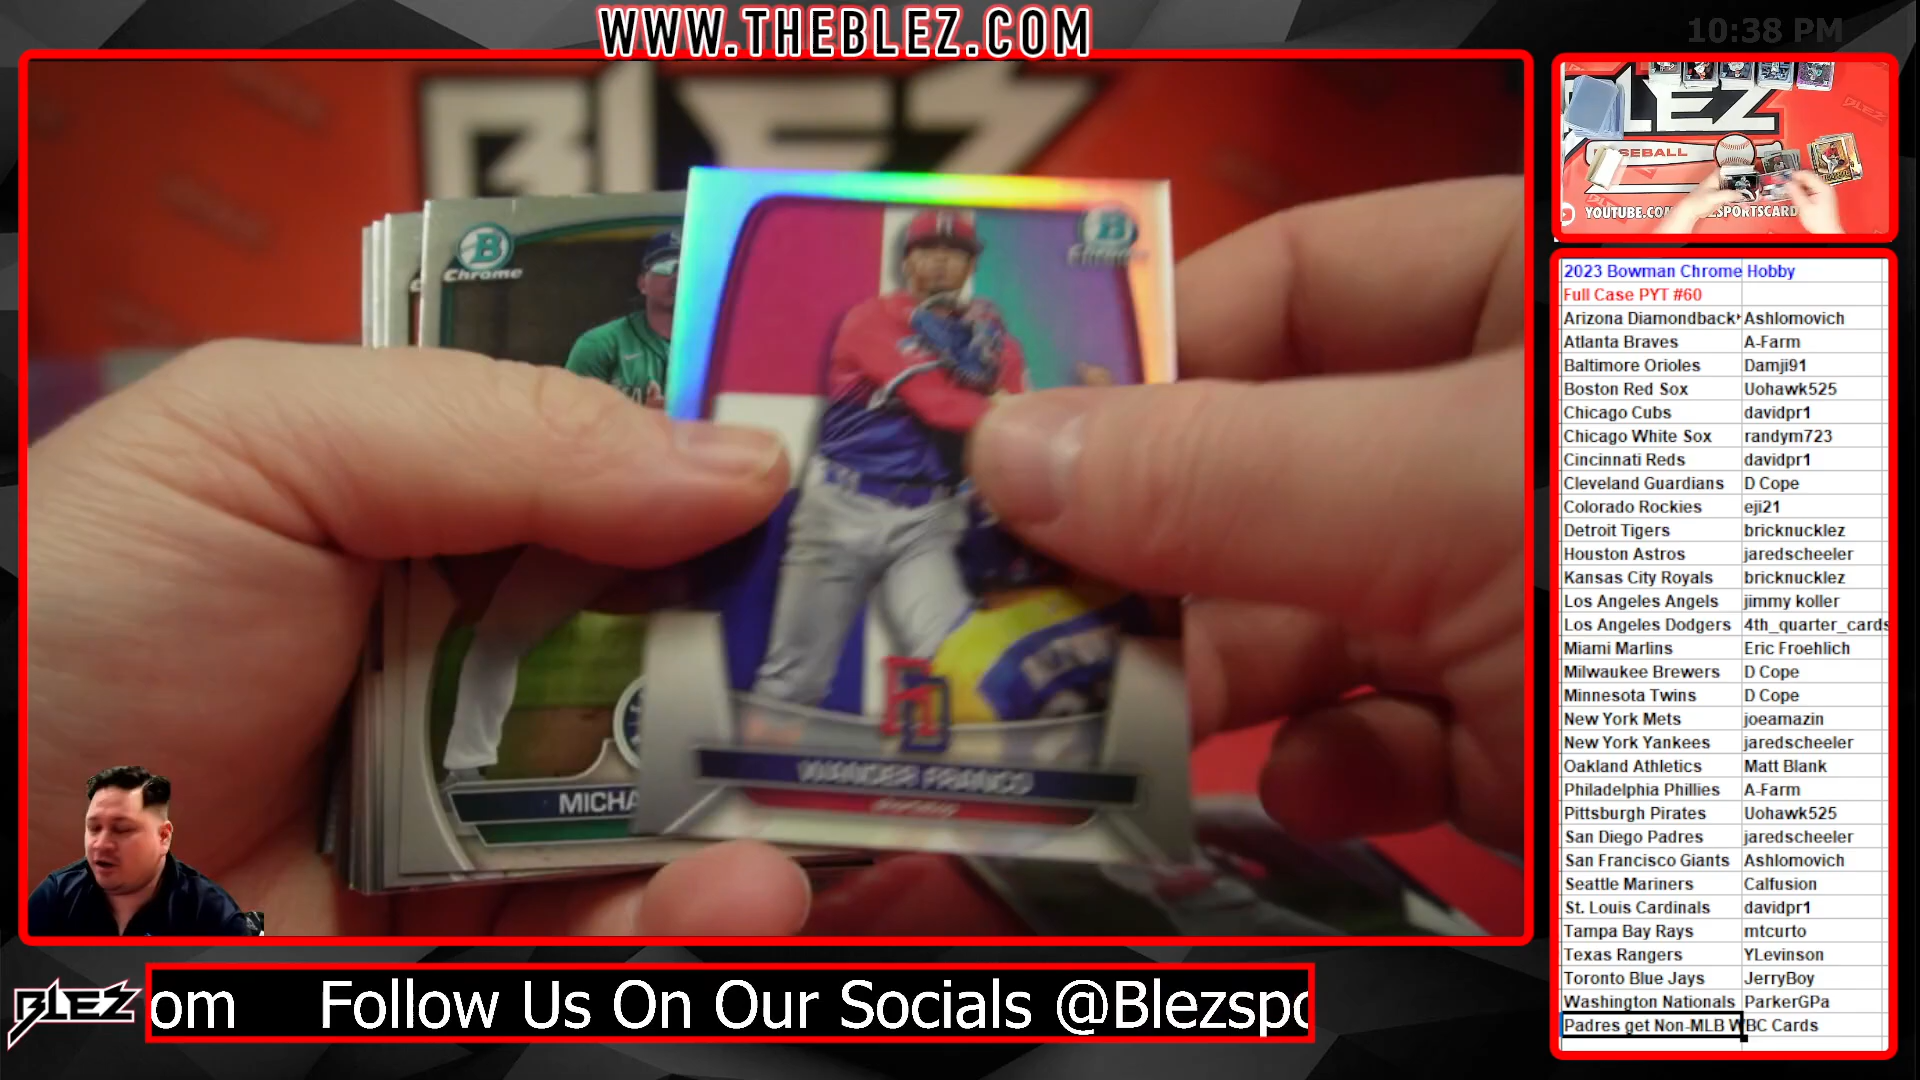 WWW.THEBLEZ.COM
10:38 PM
BLEZ
BLEZ
BLEZ
BASEBALL
YOUTUBE.COM
B
Chrome
B
WANDER FRANCO
MICHA
2023 Bowman Chrome Hobby
Full Case PYT #60
Arizona Diamondback Ashlomovich
Atlanta Braves A-Farm
Baltimore Orioles Damji91
Boston Red Sox Uohawk525
Chicago Cubs davidpr1
Chicago White Sox randym723
Cincinnati Reds davidpr1
Cleveland Guardians D Cope
Colorado Rockies eji21
Detroit Tigers bricknucklez
Houston Astros jaredscheeler
Kansas City Royals bricknucklez
Los Angeles Angels jimmy koller
Los Angeles Dodgers 4th_quarter_cards
Miami Marlins Eric Froehlich
Milwaukee Brewers D Cope
Minnesota Twins D Cope
New York Mets joeamazin
New York Yankees jaredscheeler
Oakland Athletics Matt Blank
Philadelphia Phillies A-Farm
Pittsburgh Pirates Uohawk525
San Diego Padres jaredscheeler
San Francisco Giants Ashlomovich
Seattle Mariners Calfusion
St. Louis Cardinals davidpr1
Tampa Bay Rays mtcurto
Texas Rangers YLevinson
Toronto Blue Jays JerryBoy
Washington Nationals ParkerGPa
Padres get Non-MLB WBC Cards
BLEZ
om Follow Us On Our Socials @Blezspo